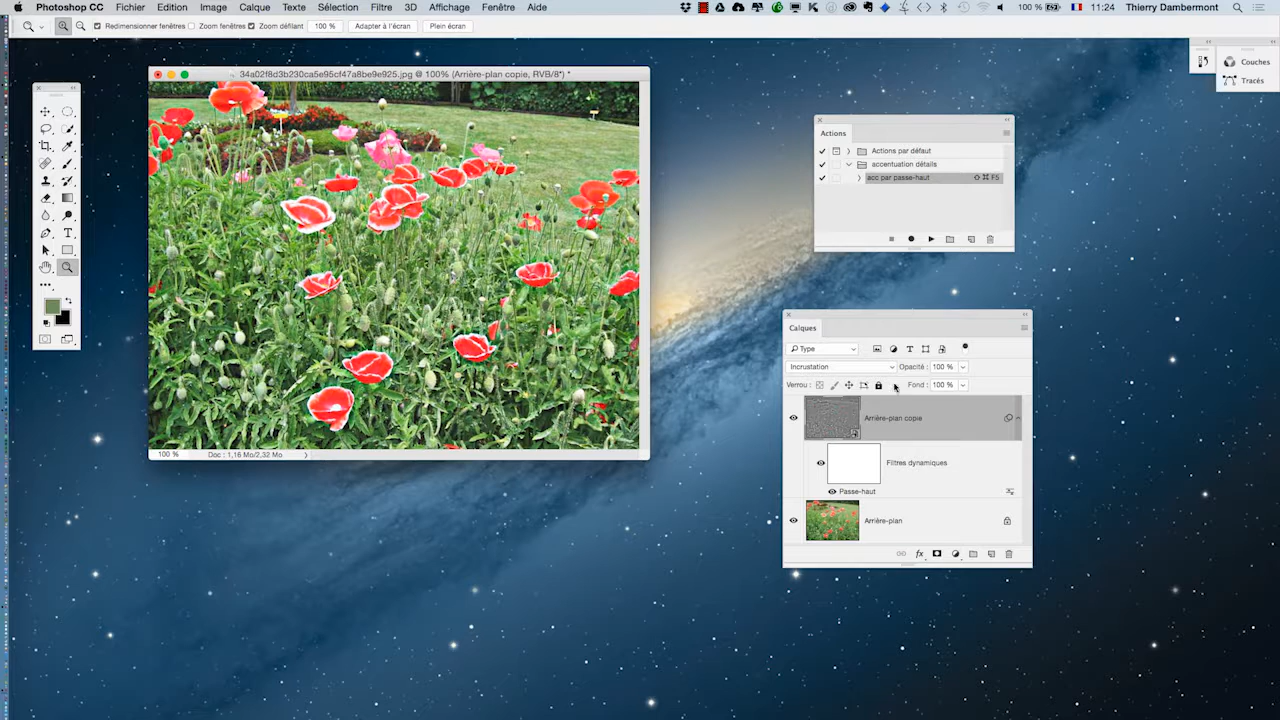 Photoshop CC Fichier Edition Image Calque Texte Sélection Filtre 3D Affichage Fenêtre Aide 100 % 11:24 Thierry Dambermont
Redimensionner fenêtres Zoom fenêtres Zoom défilant 100 % Adapter à l'écran Plein écran
34a02f8d3b230ca5e95cf47a8be9e925.jpg @ 100% (Arrière-plan copie, RVB/8*) *
100 % Doc : 1,16 Mo/2,32 Mo
Couches
Tracés
Actions
Actions par défaut
accentuation détails
acc par passe-haut ⇧⌘F5
Calques
Type
Incrustation Opacité : 100 %
Verrou : Fond : 100 %
Arrière-plan copie
Filtres dynamiques
Passe-haut
Arrière-plan